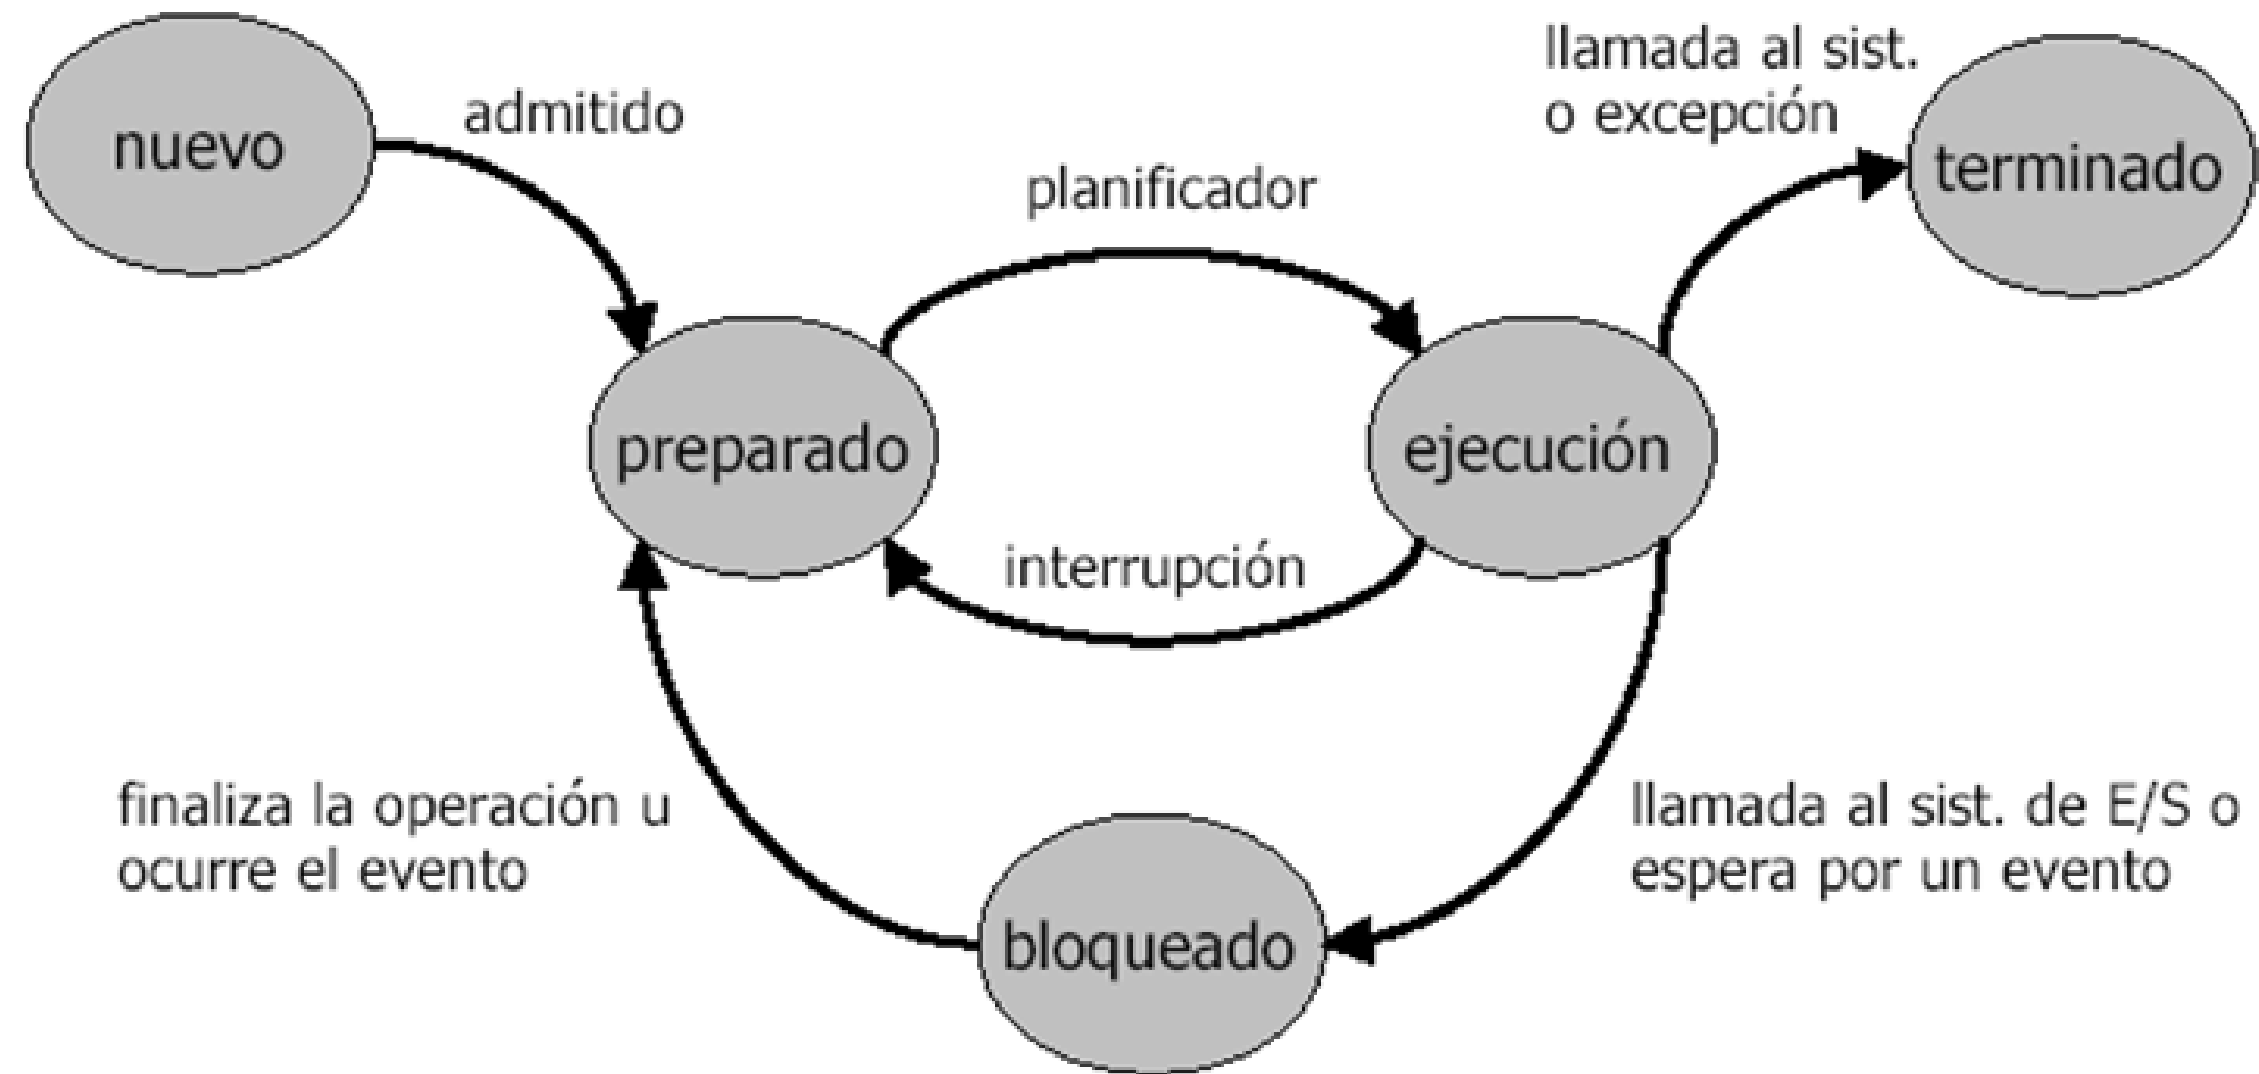 llamada al sist.
o excepción
admitido
nuevo
terminado
planificador
preparado
ejecución
interrupción
finaliza la operación u
ocurre el evento
llamada al sist. de E/S o
espera por un evento
bloqueado